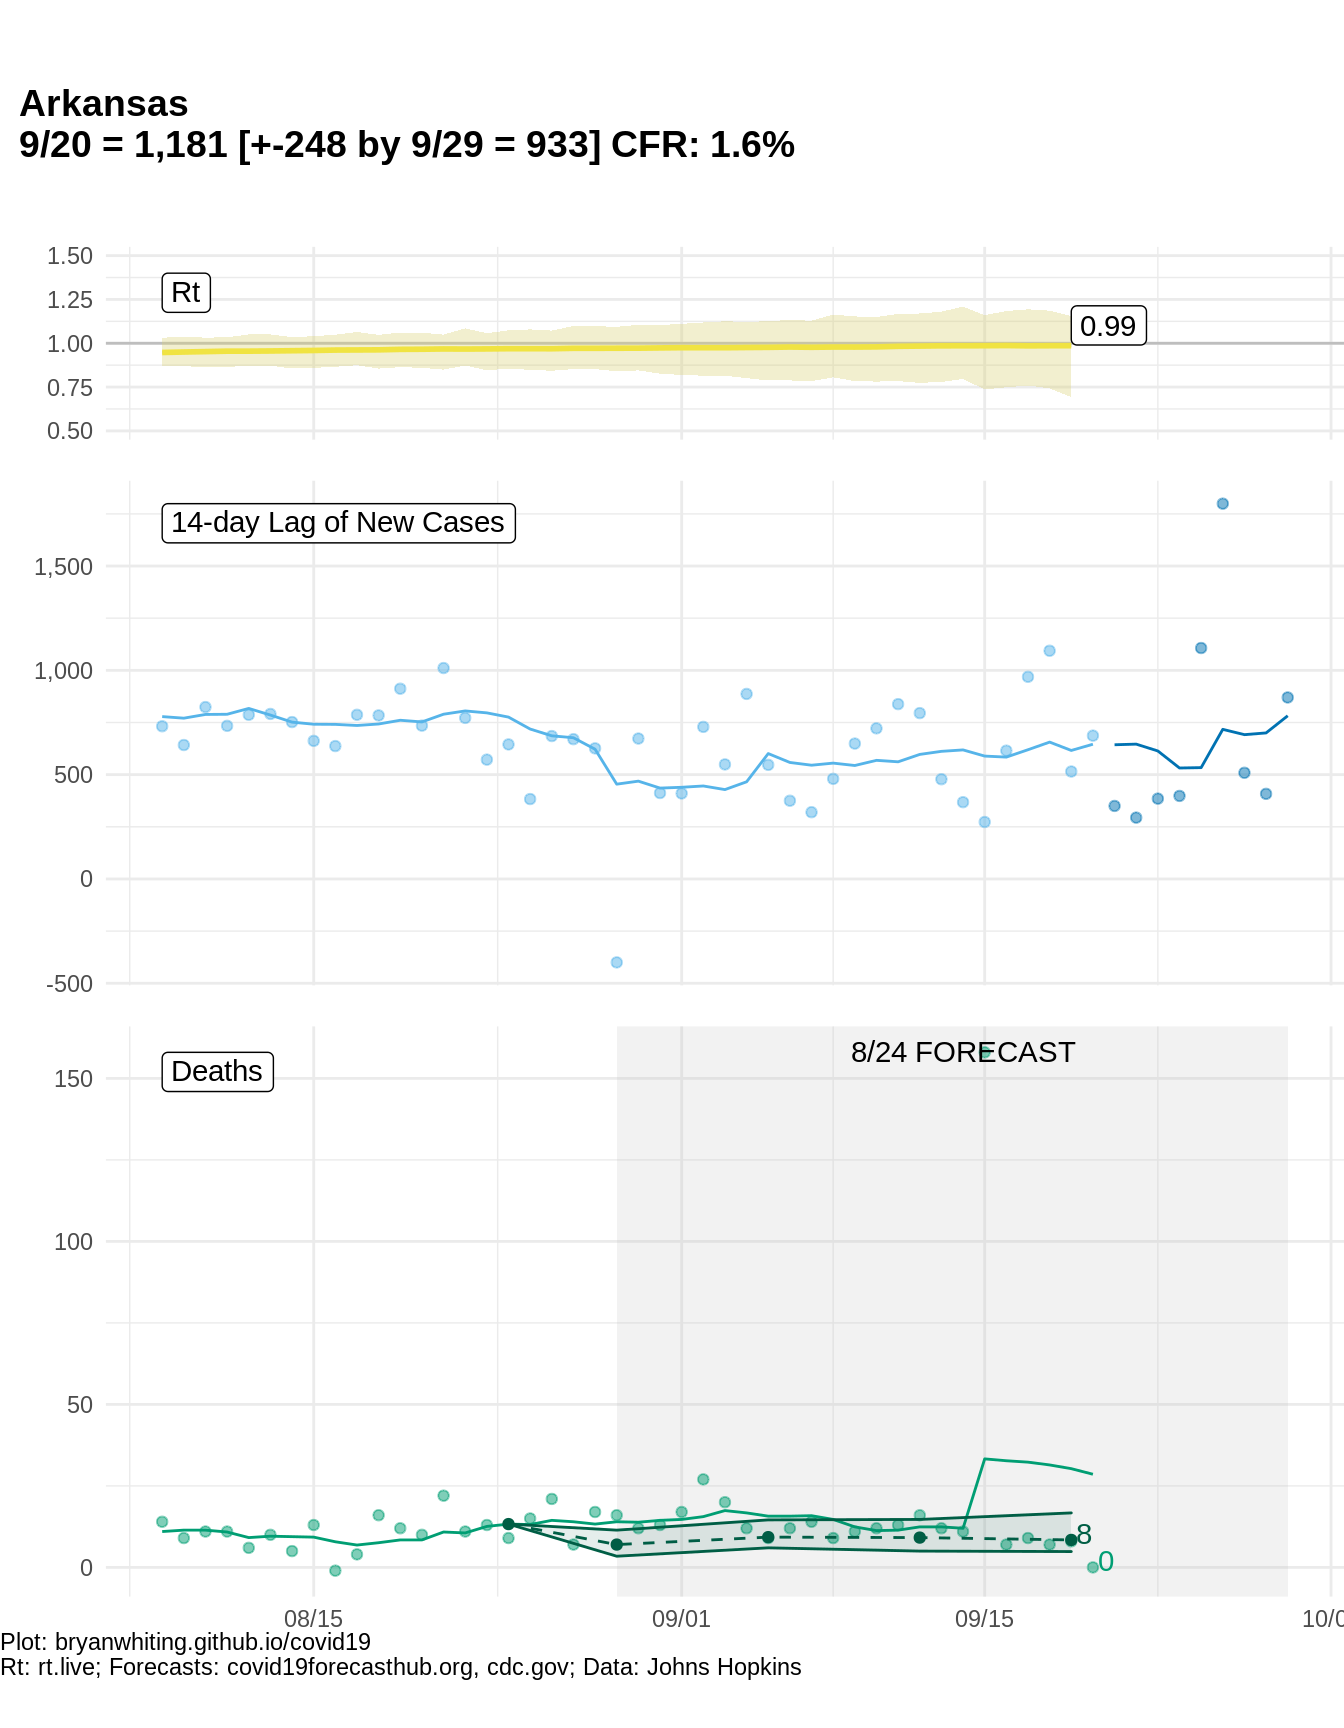 Arkansas
9/20 = 1,181 [+-248 by 9/29 = 933] CFR: 1.6%
1.50
Rt
1.25
0.99
1.00
0.75
0.50
14-day Lag of New Cases
1,500
1,000
500
0
-500
8/24 FORECAST
Deaths
150
100
50
8
0
0
08/15
09/01
09/15
10/0
Plot: bryanwhiting.github.io/covid19
Rt: rt.live; Forecasts: covid19forecasthub.org, cdc.gov; Data: Johns Hopkins